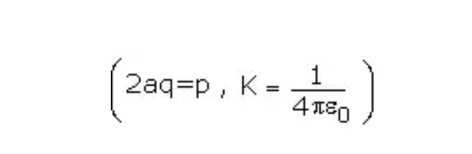 (2aq=p , K = 1/4πε₀)